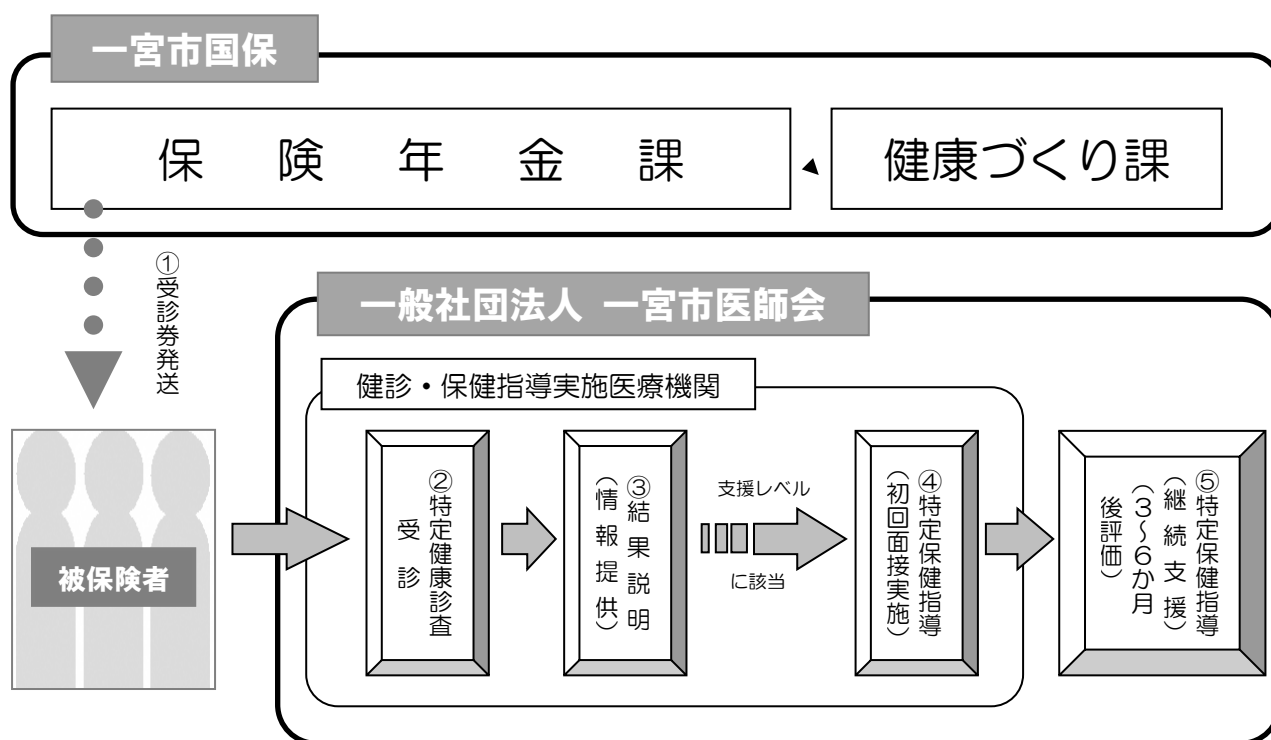 一宮市国保
保険年金課
健康づくり課
①受診券発送
一般社団法人 一宮市医師会
健診・保健指導実施医療機関
被保険者
②特定健康診査
受診
③結果説明
(情報提供)
支援レベル
に該当
④特定保健指導
(初回面接実施)
⑤特定保健指導
(継続支援)
(3~6か月
後評価)